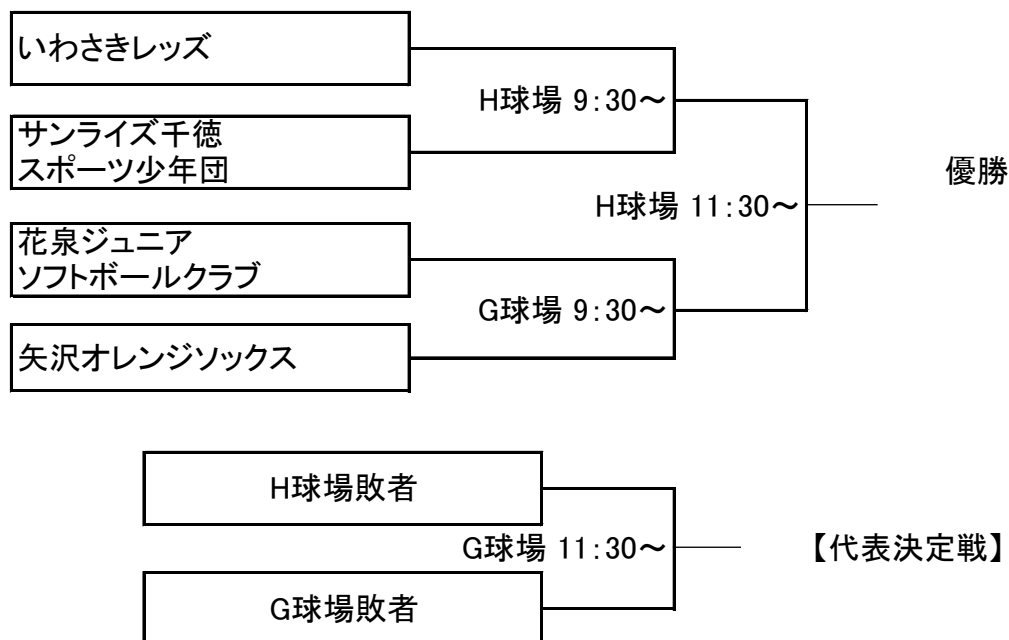 いわさきレッズ
H球場 9:30～
サンライズ千徳
スポーツ少年団
優勝
H球場 11:30～
花泉ジュニア
ソフトボールクラブ
G球場 9:30～
矢沢オレンジソックス
H球場敗者
G球場 11:30～
【代表決定戦】
G球場敗者